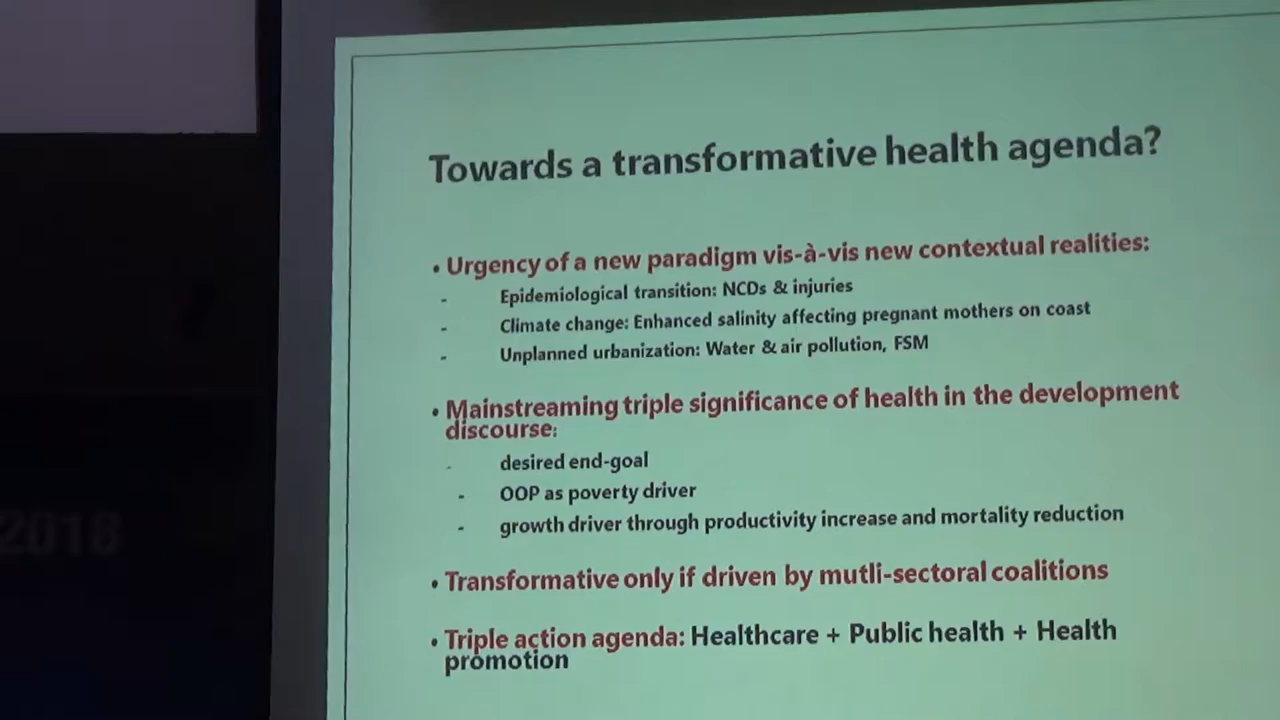 Towards a transformative health agenda?
• Urgency of a new paradigm vis-à-vis new contextual realities:
- Epidemiological transition: NCDs & injuries
- Climate change: Enhanced salinity affecting pregnant mothers on coast
- Unplanned urbanization: Water & air pollution, FSM
• Mainstreaming triple significance of health in the development
discourse:
- desired end-goal
- OOP as poverty driver
- growth driver through productivity increase and mortality reduction
• Transformative only if driven by mutli-sectoral coalitions
• Triple action agenda: Healthcare + Public health + Health
promotion
2018